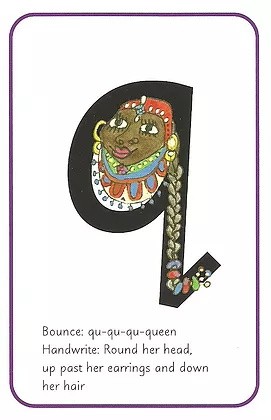 q
Bounce: qu-qu-qu-queen
Handwrite: Round her head,
up past her earrings and down
her hair